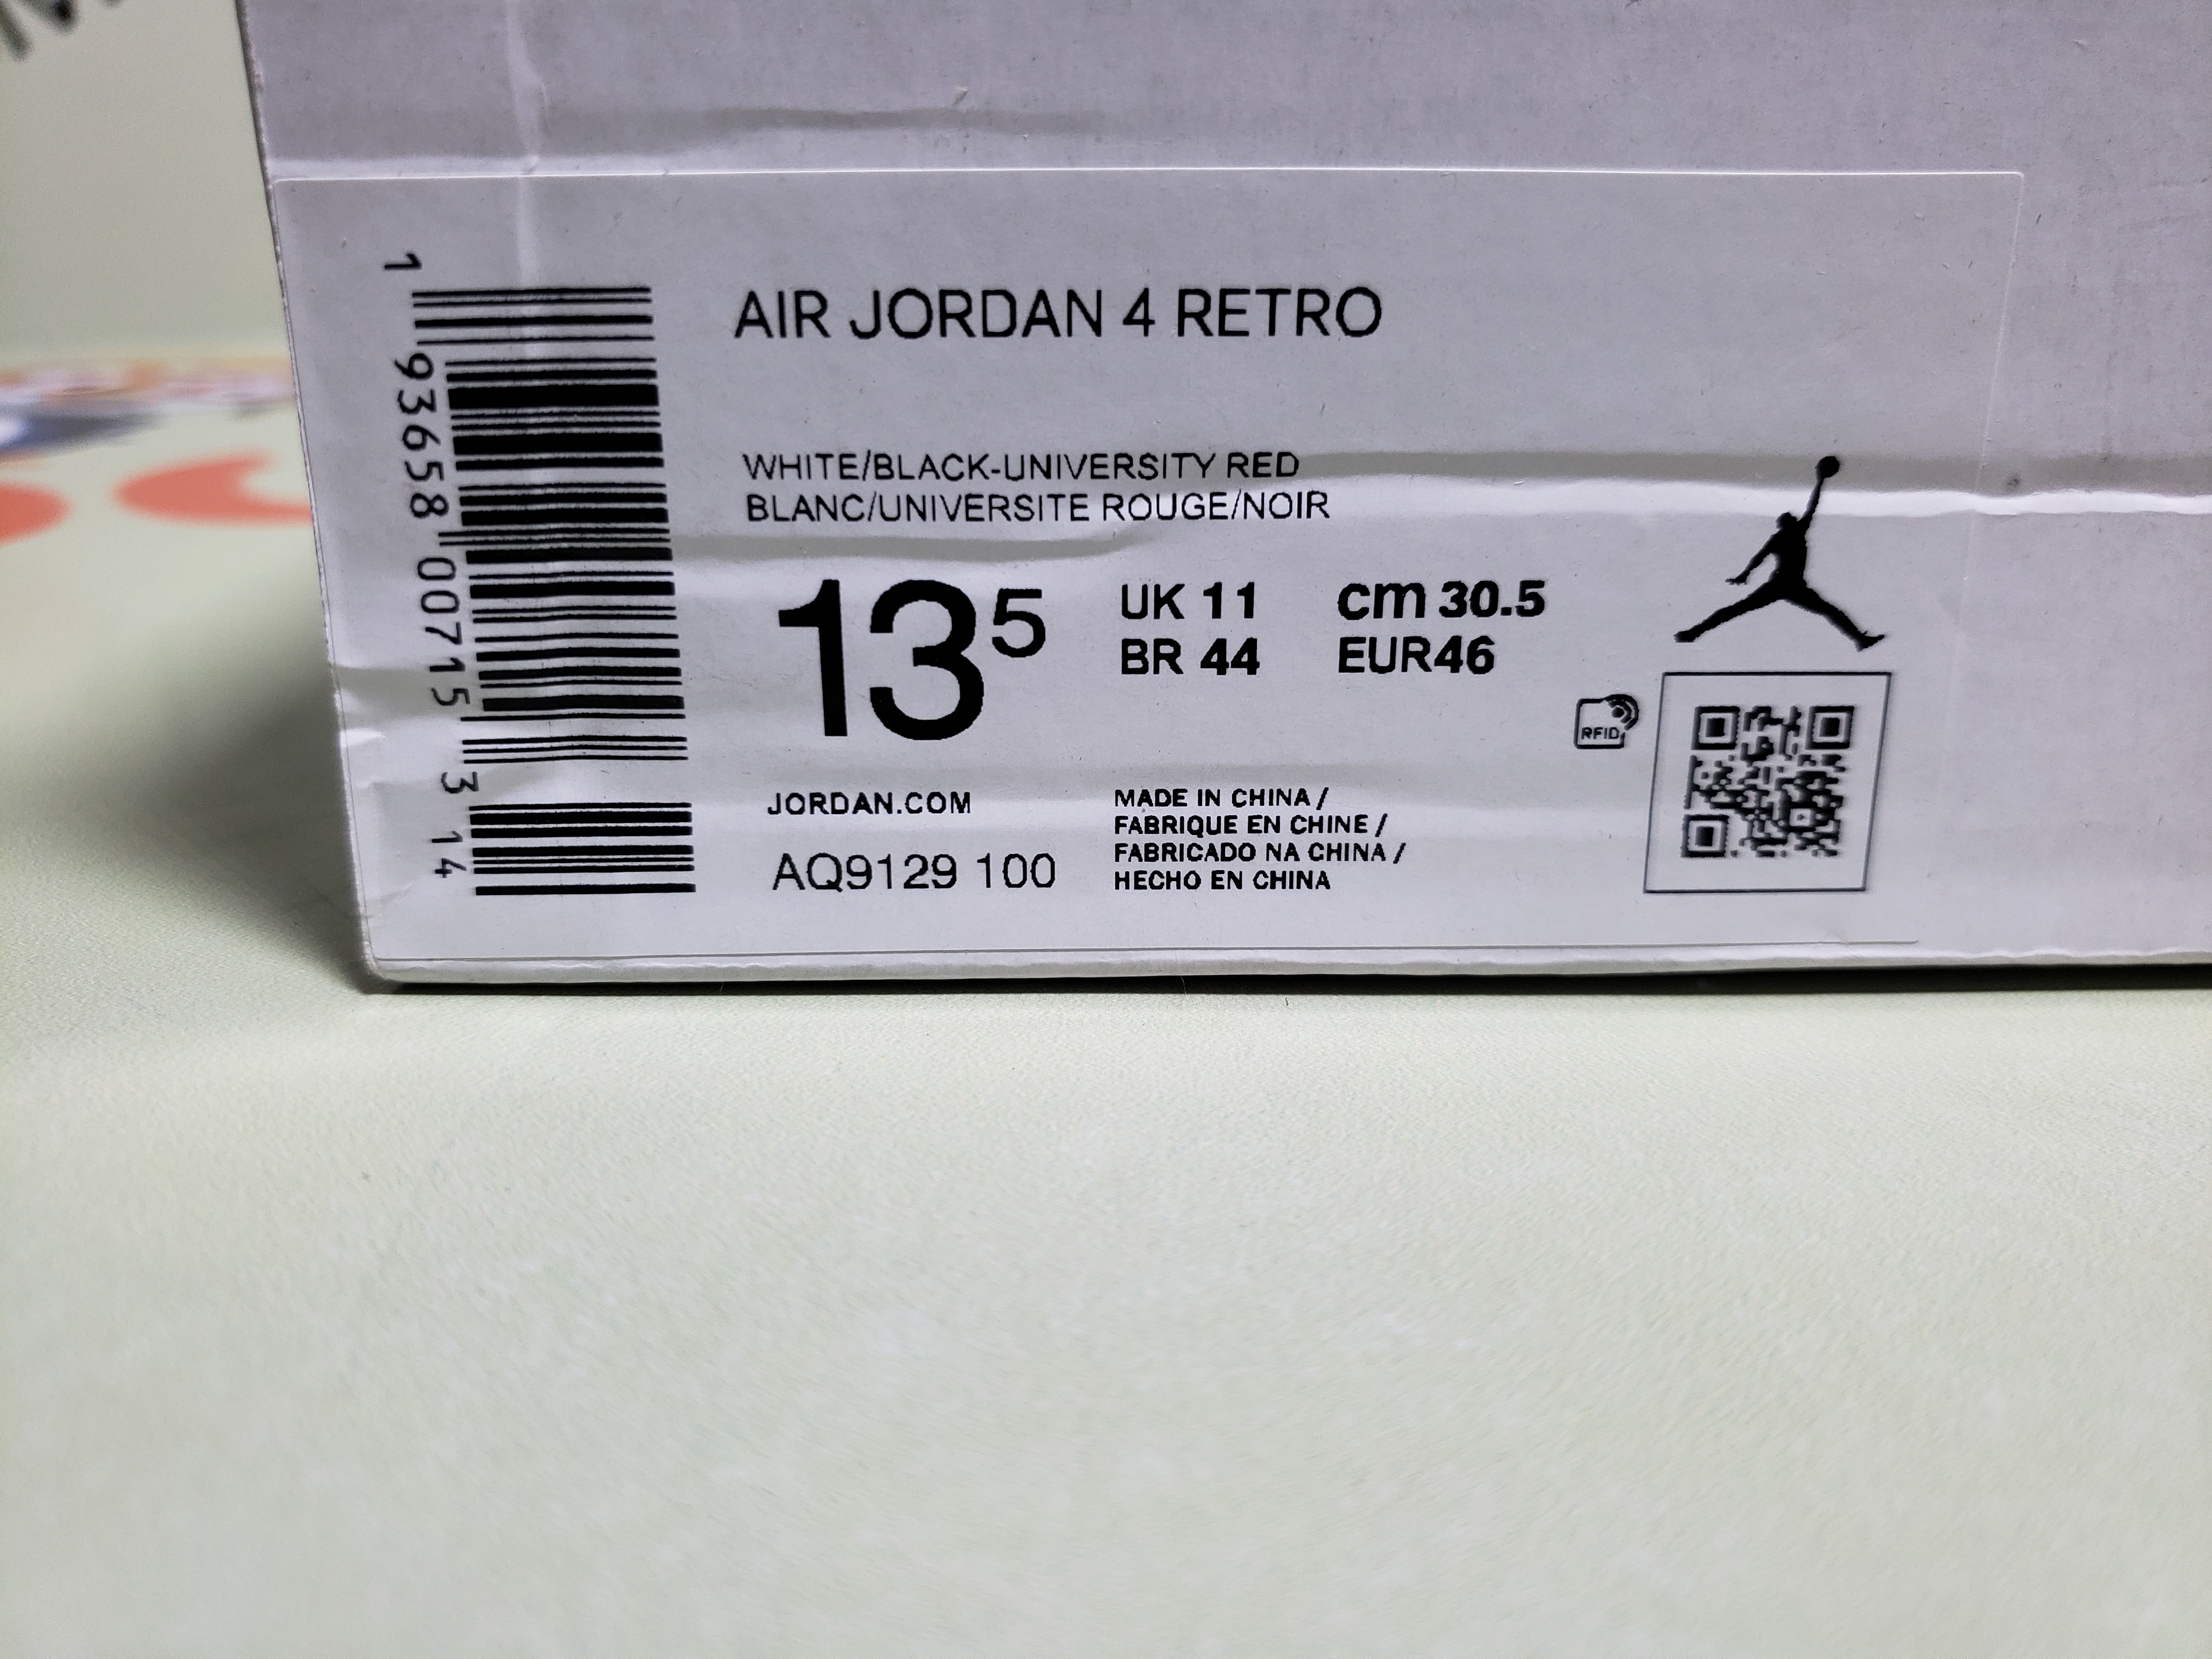 AIR JORDAN 4 RETRO
WHITE/BLACK-UNIVERSITY RED
BLANC/UNIVERSITE ROUGE/NOIR
13 5
UK 11 cm 30.5
BR 44 EUR46
RFID
JORDAN.COM
AQ9129 100
MADE IN CHINA /
FABRIQUE EN CHINE /
FABRICADO NA CHINA /
HECHO EN CHINA
1 93658 00715 3 14